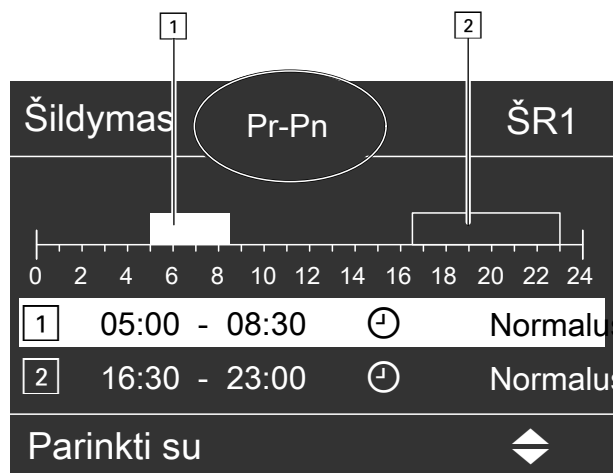 1 2
Šildymas Pr-Pn ŠR1
0 2 4 6 8 10 12 14 16 18 20 22 24
1 05:00 - 08:30 Normalus
2 16:30 - 23:00 Normalus
Parinkti su